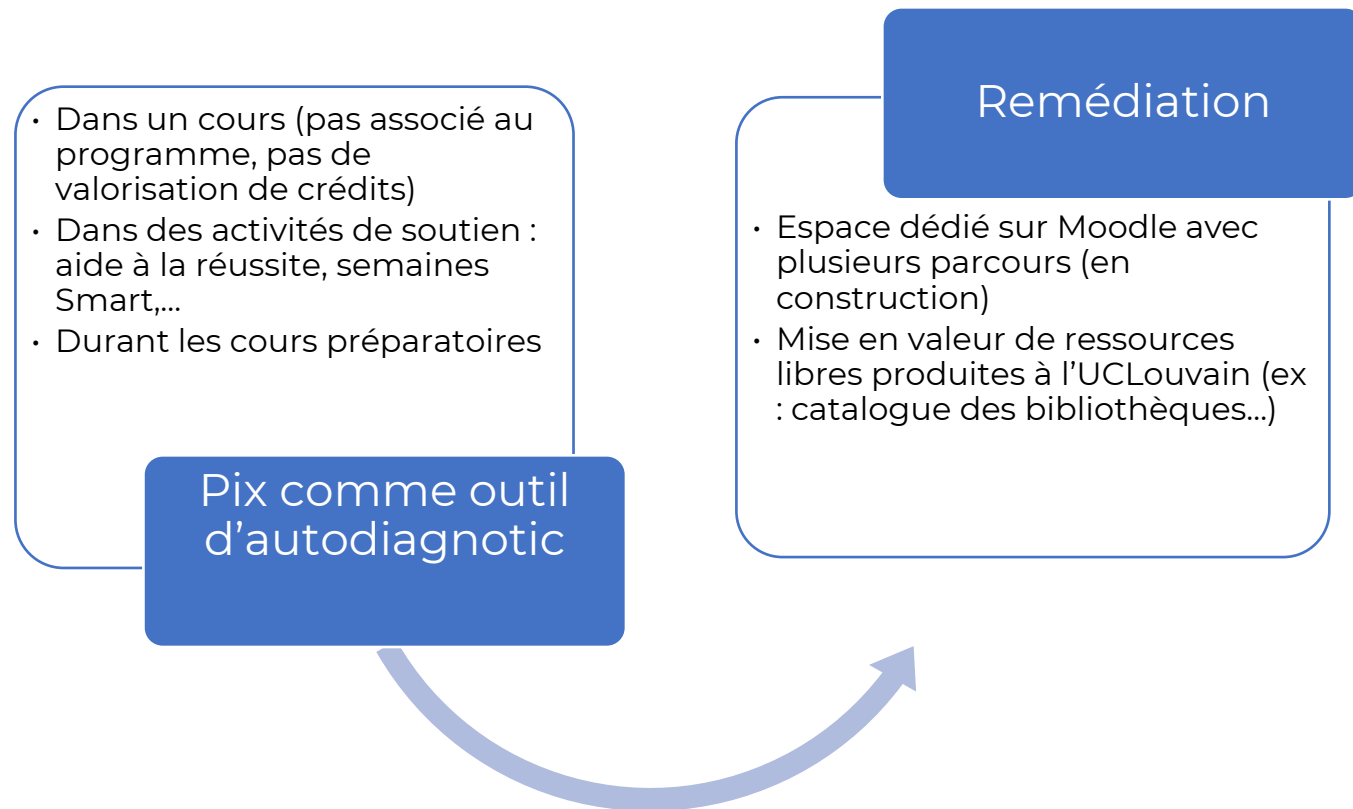 · Dans un cours (pas associé au
programme, pas de
valorisation de crédits)
· Dans des activités de soutien :
aide à la réussite, semaines
Smart,...
· Durant les cours préparatoires
Pix comme outil
d’autodiagnotic
Remédiation
· Espace dédié sur Moodle avec
plusieurs parcours (en
construction)
· Mise en valeur de ressources
libres produites à l’UCLouvain (ex
: catalogue des bibliothèques...)